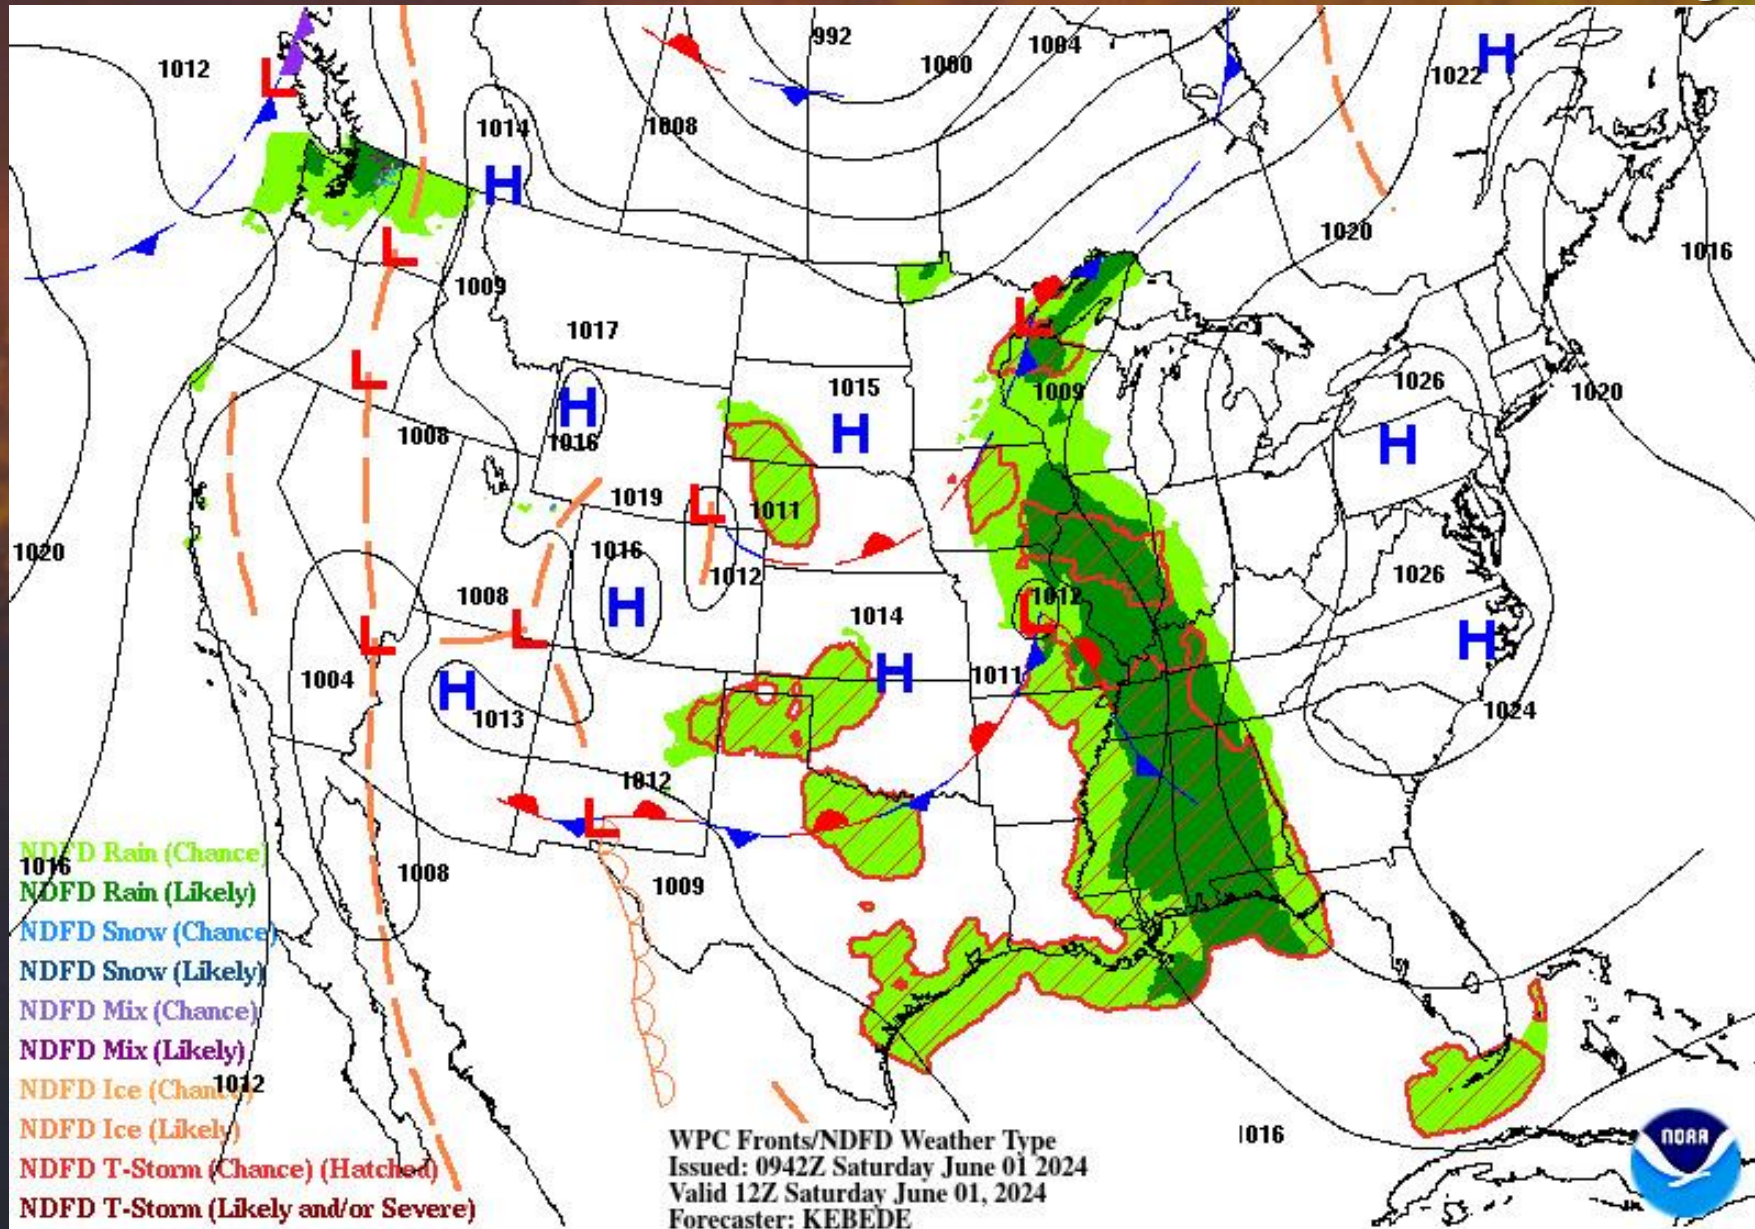 992
1004
1012
1000
1022
H
L
1014
1008
H
1020
1016
L
1009
1017
L
1015
1026
1020
H
1009
H
H
1008
1016
H
1019
L
1011
1020
1016
1012
1026
1008
H
1012
L
1014
L
L
H
1004
H
1011
H
1013
1024
1012
L
NDFD Rain (Chance)
1016
1008
1009
NDFD Rain (Likely)
NDFD Snow (Chance)
NDFD Snow (Likely)
NDFD Mix (Chance)
NDFD Mix (Likely)
NDFD Ice (Chance)
1012
NDFD Ice (Likely)
NDFD T-Storm (Chance) (Hatched)
NDFD T-Storm (Likely and/or Severe)
WPC Fronts/NDFD Weather Type
Issued: 0942Z Saturday June 01 2024
Valid 12Z Saturday June 01, 2024
Forecaster: KEBEDE
1016
NOAA